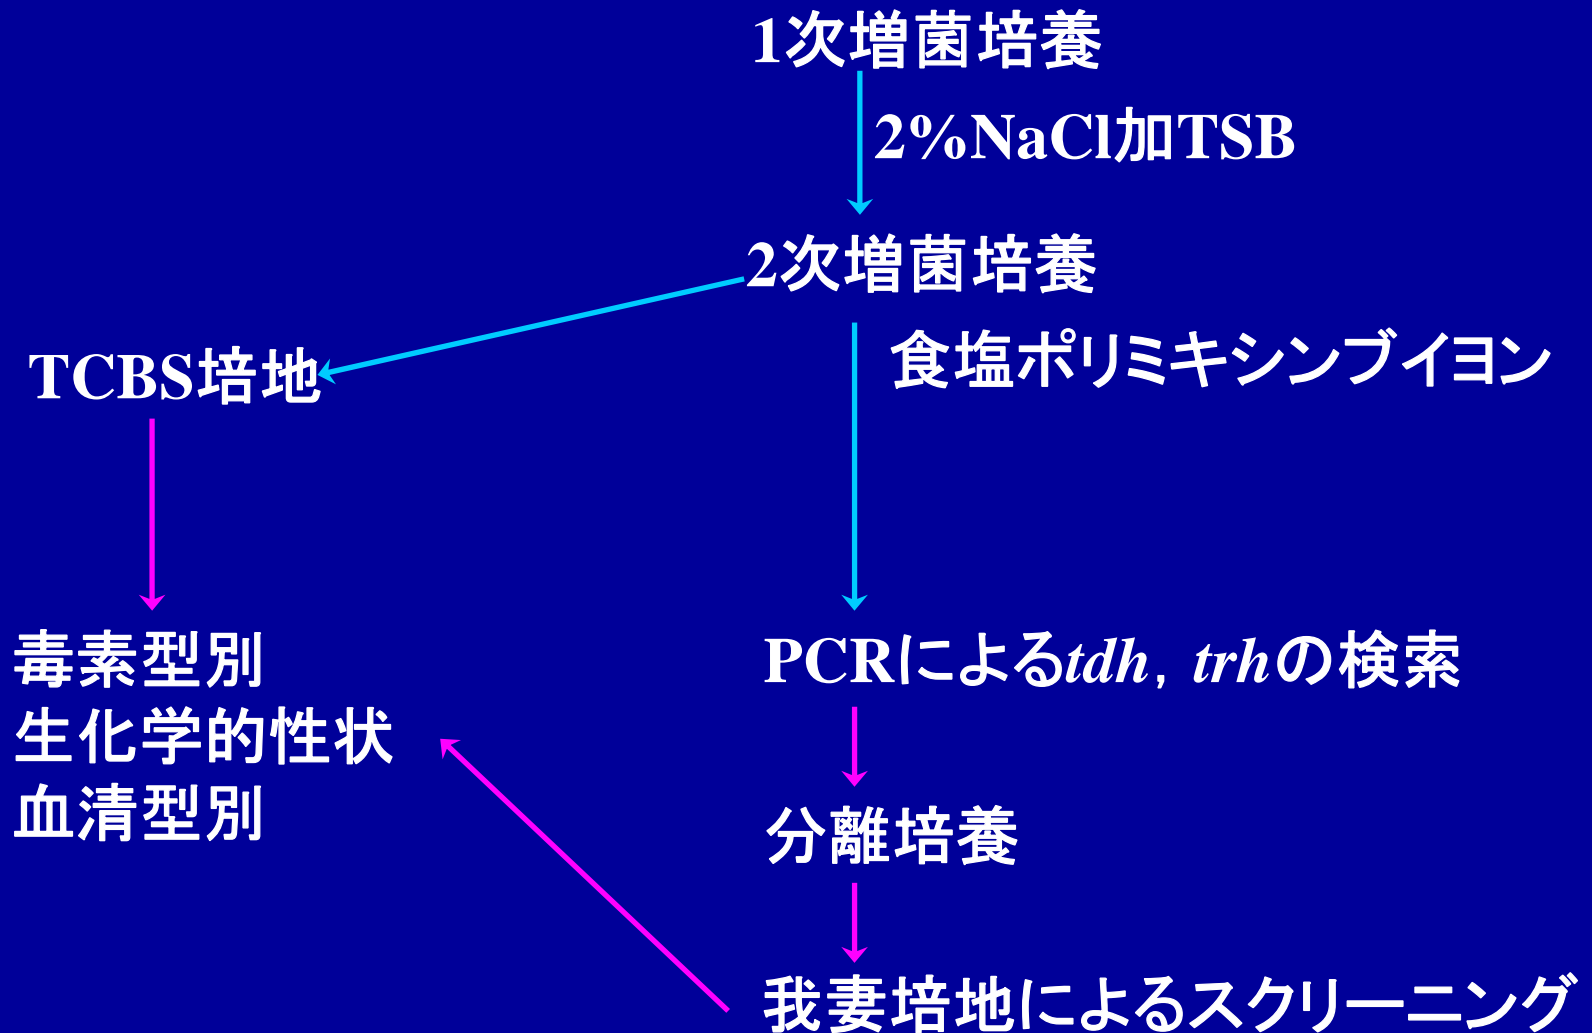 1次増菌培養
2%NaCl加TSB
2次増菌培養
食塩ポリミキシンブイヨン
TCBS培地
毒素型別
生化学的性状
血清型別
PCRによるtdh, trhの検索
分離培養
我妻培地によるスクリーニング